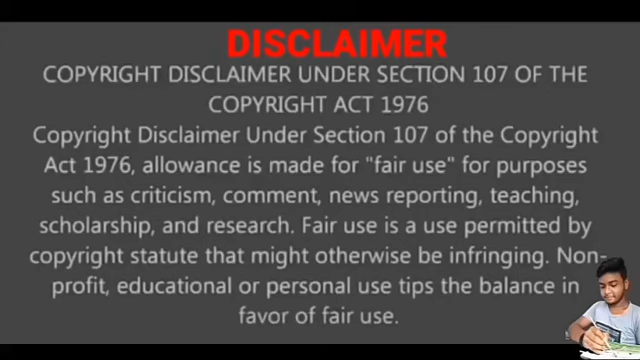 DISCLAIMER
COPYRIGHT DISCLAIMER UNDER SECTION 107 OF THE
COPYRIGHT ACT 1976
Copyright Disclaimer Under Section 107 of the Copyright
Act 1976, allowance is made for "fair use" for purposes
such as criticism, comment, news reporting, teaching,
scholarship, and research. Fair use is a use permitted by
copyright statute that might otherwise be infringing. Non-
profit, educational or personal use tips the balance in
favor of fair use.